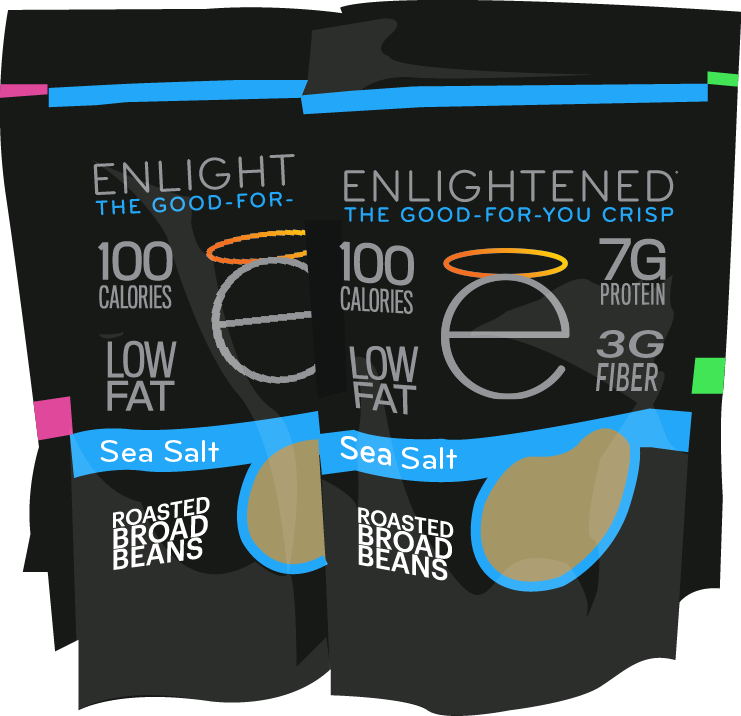 ENLIGHT
THE GOOD-FOR-
100
CALORIES
LOW
FAT
Sea Salt
ROASTED
BROAD
BEANS
ENLIGHTENED
THE GOOD-FOR-YOU CRISP
100
CALORIES
7G
PROTEIN
LOW
FAT
3G
FIBER
e
Sea Salt
ROASTED
BROAD
BEANS